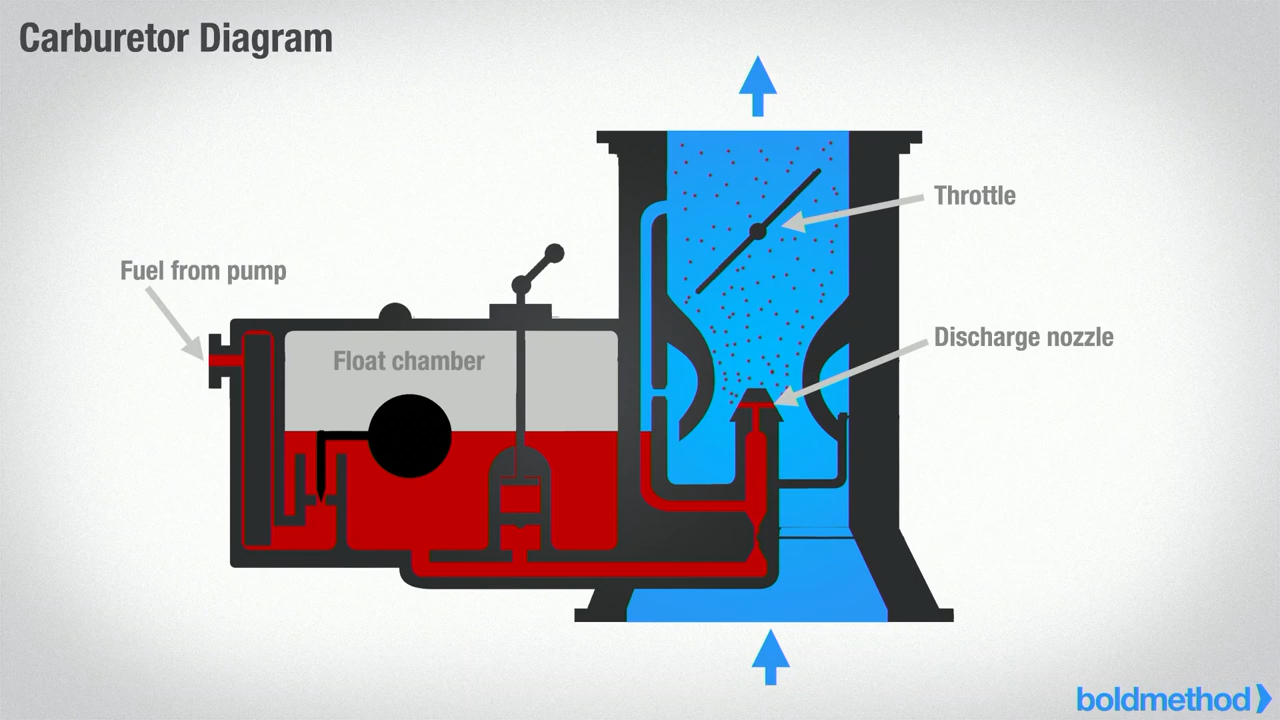 Carburetor Diagram
Throttle
Fuel from pump
Discharge nozzle
Float chamber
boldmethod